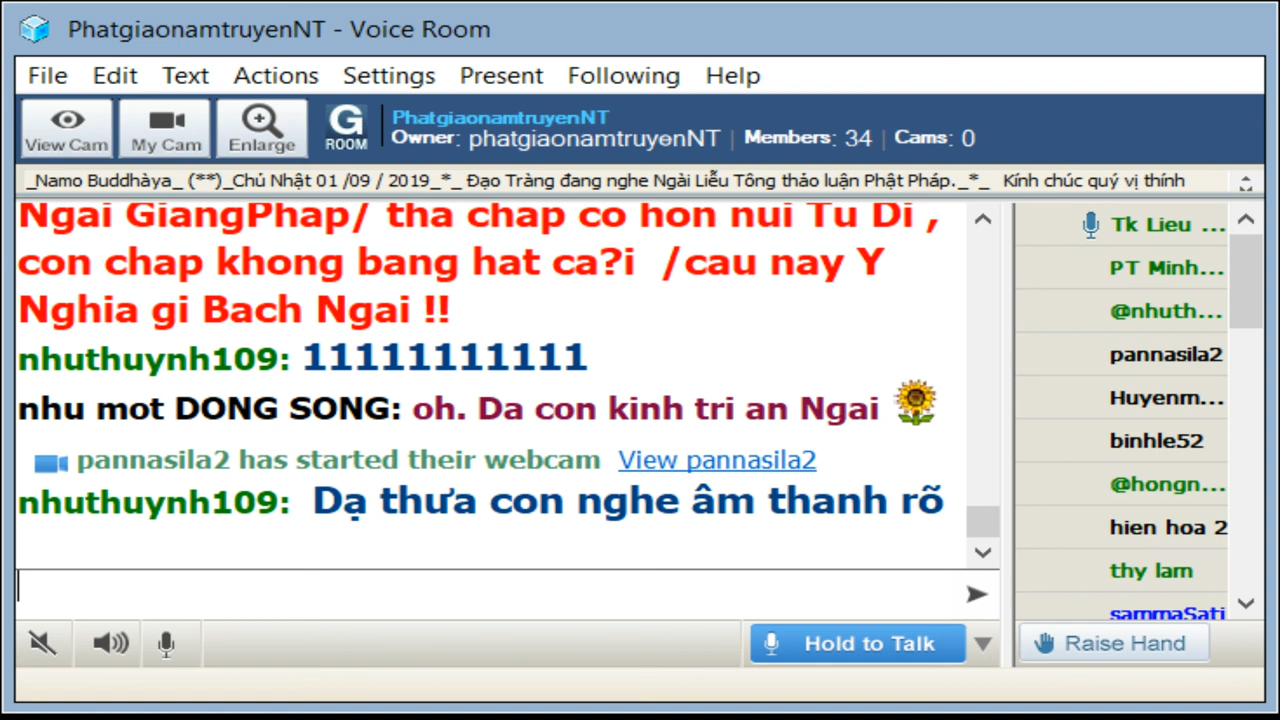 PhatgiaonamtruyenNT - Voice Room
File Edit Text Actions Settings Present Following Help
View Cam My Cam Enlarge G ROOM
PhatgiaonamtruyenNT
Owner: phatgiaonamtruyenNT | Members: 34 | Cams: 0
_Namo Buddhàya_ (**)_Chủ Nhật 01 /09 / 2019_*_ Đạo Tràng đang nghe Ngài Liễu Tông thảo luận Phật Pháp._*_ Kính chúc quý vị thính
Ngai GiangPhap/ tha chap co hon nui Tu Di ,
con chap khong bang hat ca?i /cau nay Y
Nghia gi Bach Ngai !!
nhuthuynh109: 11111111111
nhu mot DONG SONG: oh. Da con kinh tri an Ngai
pannasila2 has started their webcam View pannasila2
nhuthuynh109: Dạ thưa con nghe âm thanh rõ
Tk Lieu ...
PT Minh...
@nhuth...
pannasila2
Huyenm...
binhle52
@hongn...
hien hoa 2
thy lam
sammaSati
Hold to Talk
Raise Hand